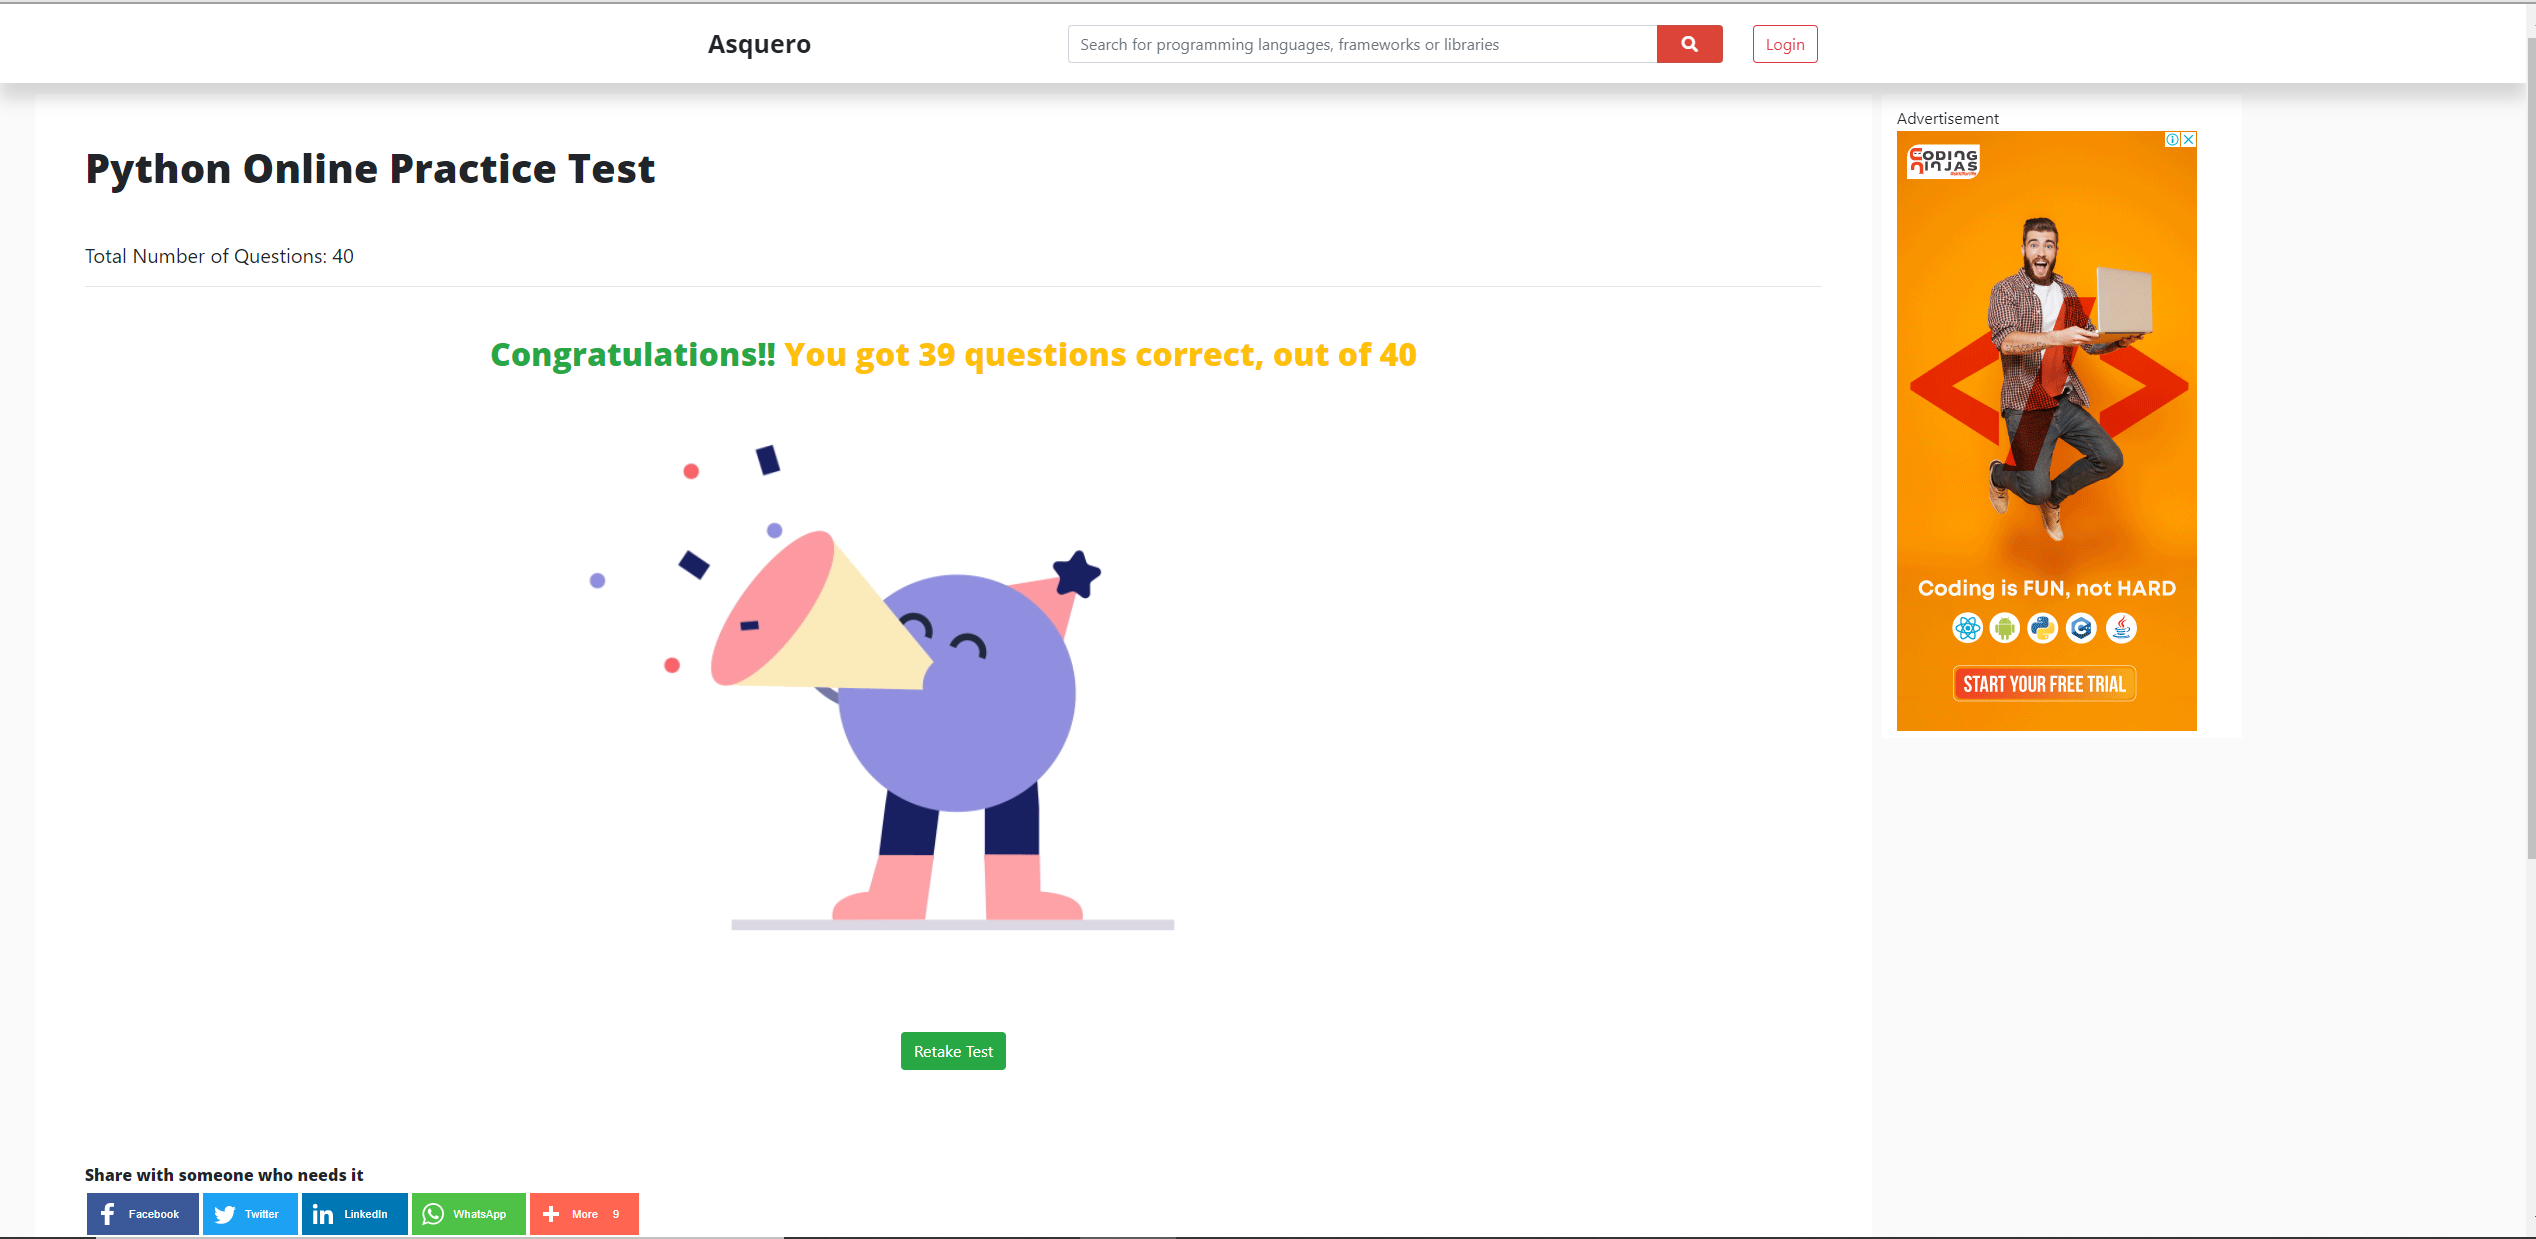 Asquero
Search for programming languages, frameworks or libraries
Login
Python Online Practice Test
Total Number of Questions: 40
Congratulations!! You got 39 questions correct, out of 40
Retake Test
Share with someone who needs it
Facebook
Twitter
LinkedIn
WhatsApp
More 9
Advertisement
CODING
NINJAS
Coding is FUN, not HARD
START YOUR FREE TRIAL